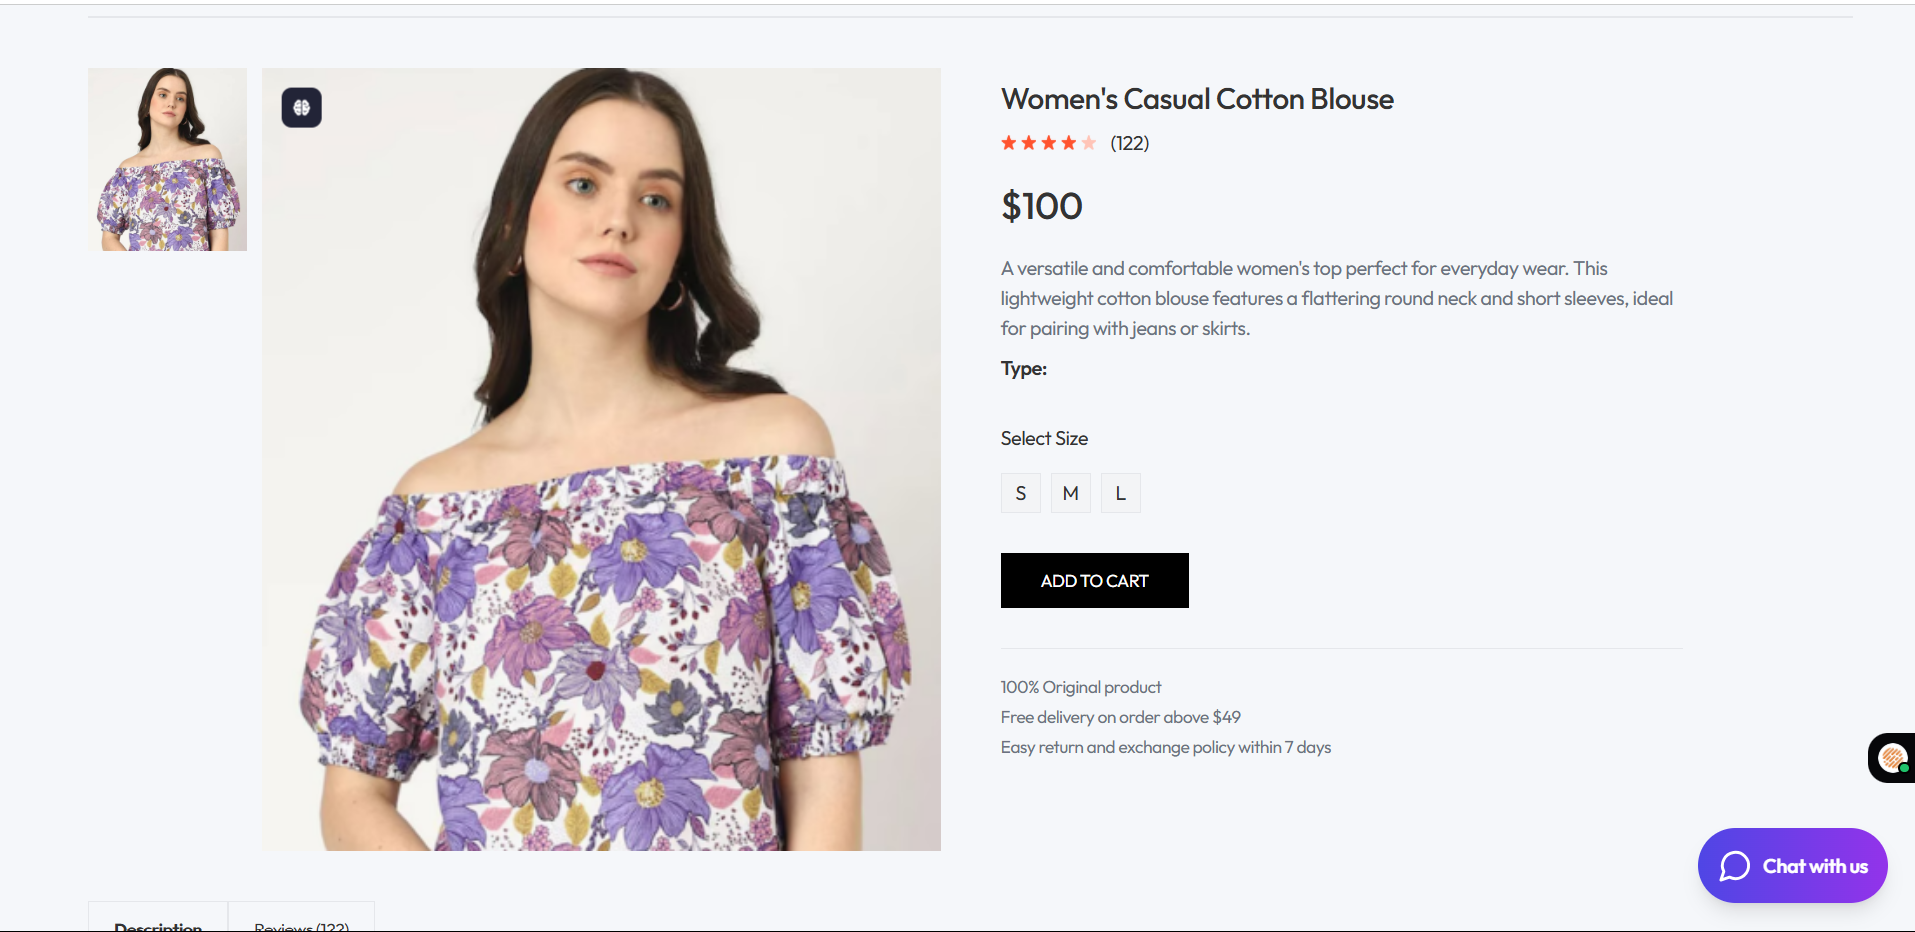 Women's Casual Cotton Blouse
(122)
$100
A versatile and comfortable women's top perfect for everyday wear. This
lightweight cotton blouse features a flattering round neck and short sleeves, ideal
for pairing with jeans or skirts.
Type:
Select Size
S M L
ADD TO CART
100% Original product
Free delivery on order above $49
Easy return and exchange policy within 7 days
Chat with us
Description Reviews (122)